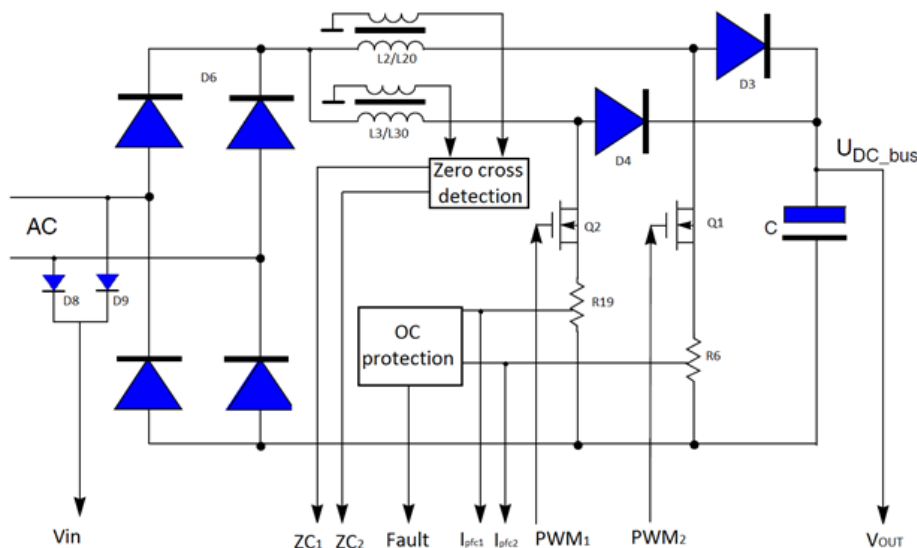 D6
L2/L20
D3
L3/L30
D4
Zero cross
detection
UDC_bus
AC
Q2
Q1
C
D8
D9
R19
OC
protection
R6
Vin
ZC1
ZC2
Fault
Ipfc1
Ipfc2
PWM1
PWM2
VOUT